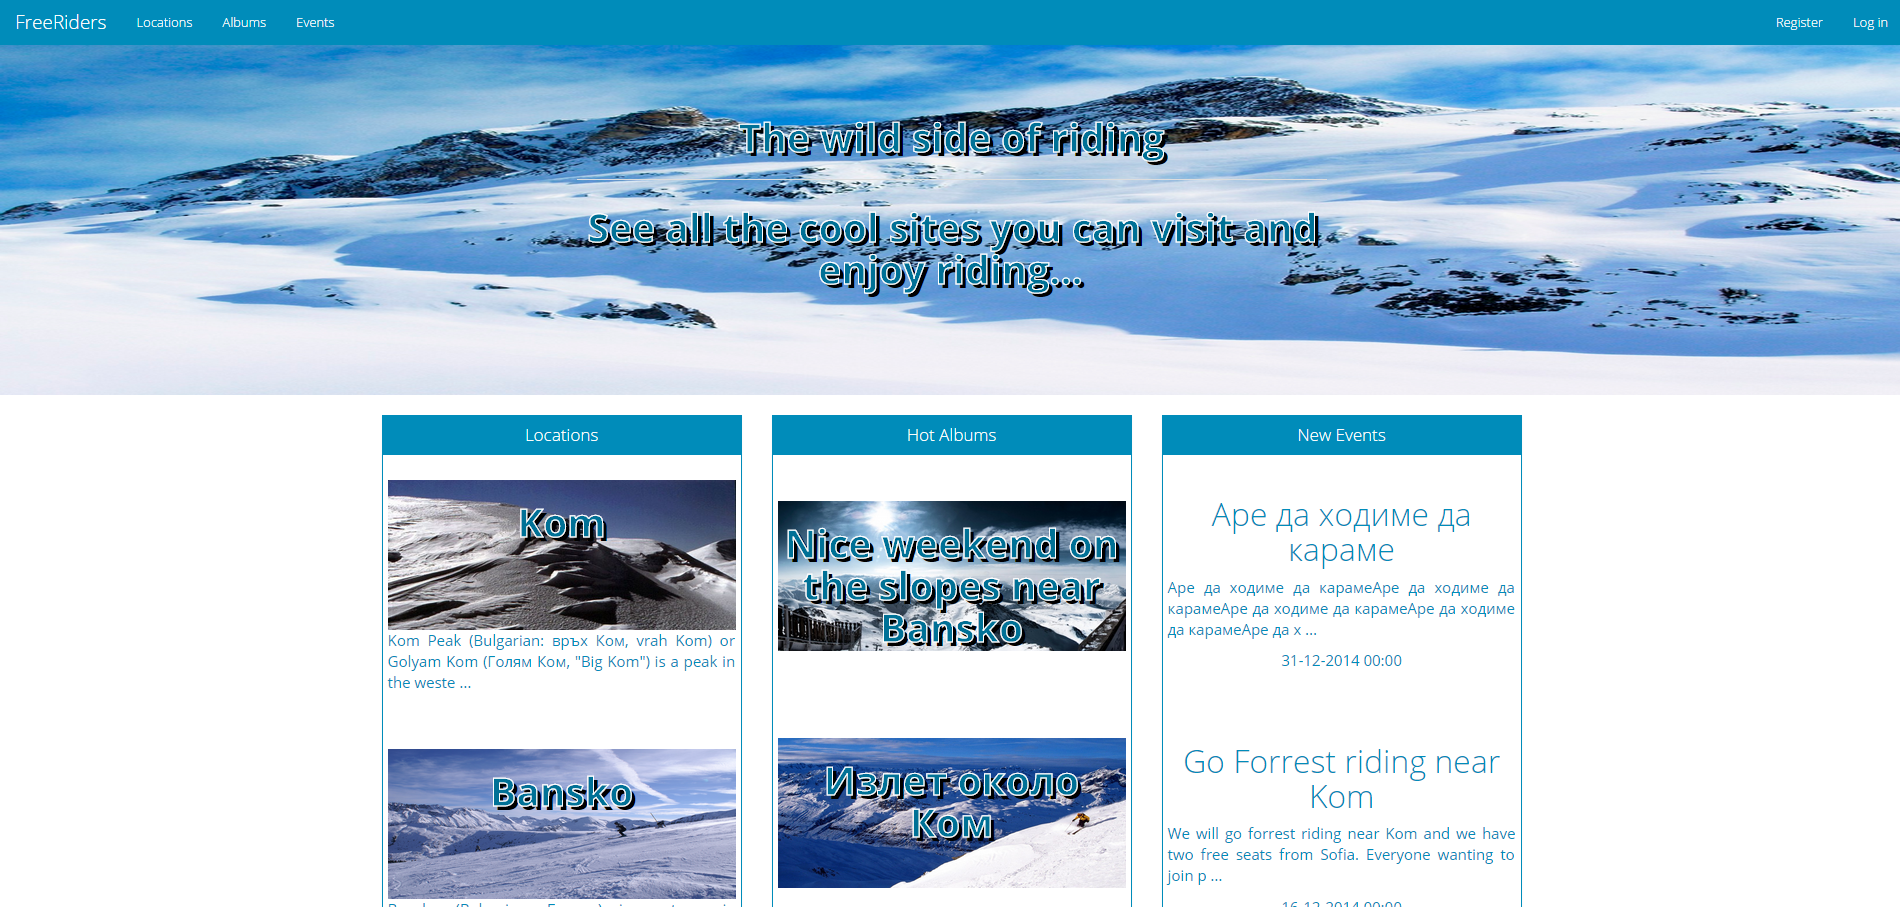 FreeRiders Locations Albums Events Register Log in
The wild side of riding
See all the cool sites you can visit and
enjoy riding...
Locations
Kom
Kom Peak (Bulgarian: връх Ком, vrah Kom) or
Golyam Kom (Голям Ком, "Big Kom") is a peak in
the weste ...
Bansko
Hot Albums
Nice weekend on
the slopes near
Bansko
Излет около
Ком
New Events
Аре да ходиме да
караме
Аре да ходиме да карамеАре да ходиме да
карамеАре да ходиме да карамеАре да ходиме
да карамеАре да х ...
31-12-2014 00:00
Go Forrest riding near
Kom
We will go forrest riding near Kom and we have
two free seats from Sofia. Everyone wanting to
join p ...
16-12-2014 00:00